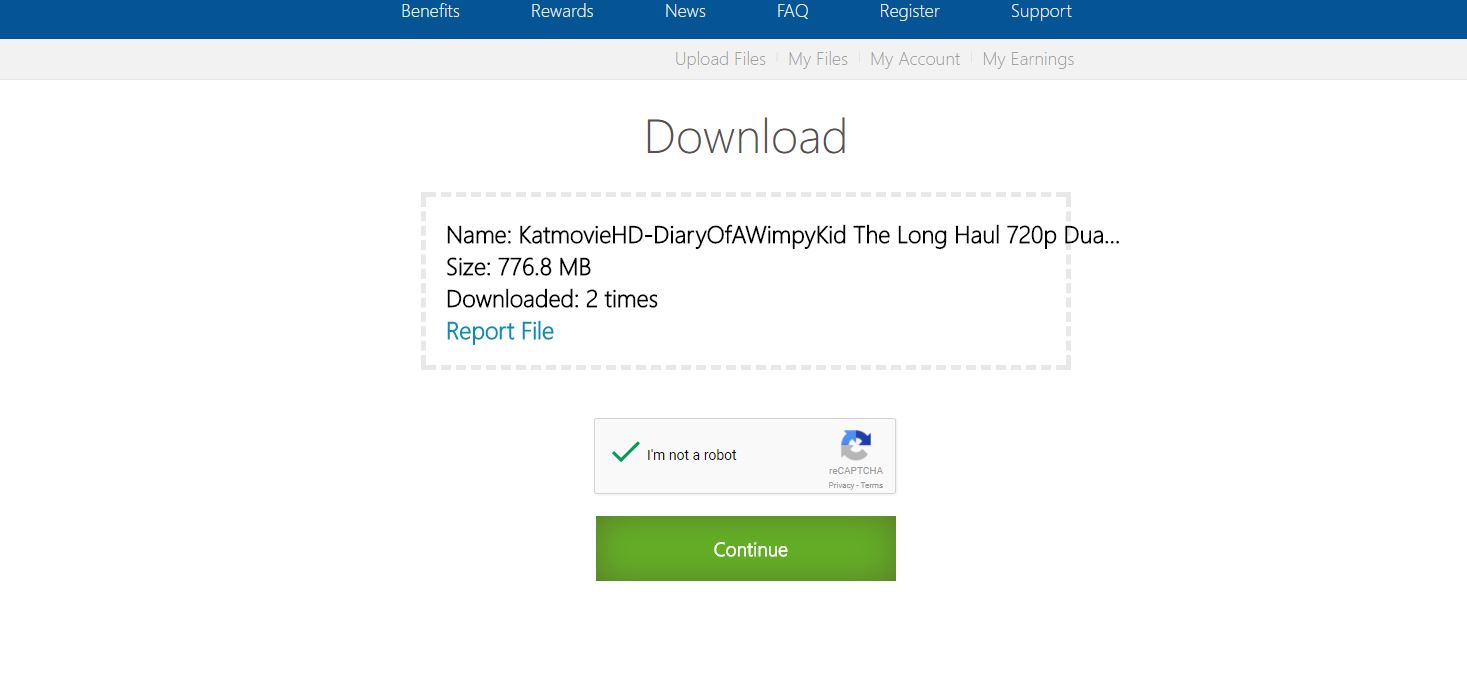 Benefits Rewards News FAQ Register Support
Upload Files My Files My Account My Earnings
Download
Name: KatmovieHD-DiaryOfAWimpyKid The Long Haul 720p Dua...
Size: 776.8 MB
Downloaded: 2 times
Report File
I'm not a robot
reCAPTCHA
Privacy - Terms
Continue